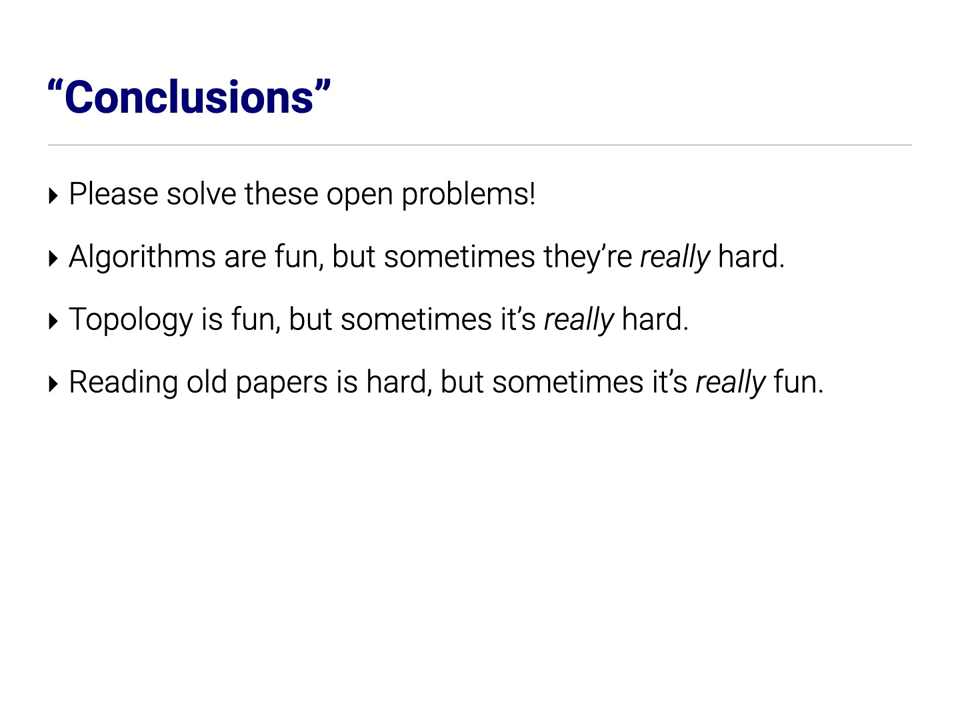 “Conclusions”
‣ Please solve these open problems!
‣ Algorithms are fun, but sometimes they’re really hard.
‣ Topology is fun, but sometimes it’s really hard.
‣ Reading old papers is hard, but sometimes it’s really fun.